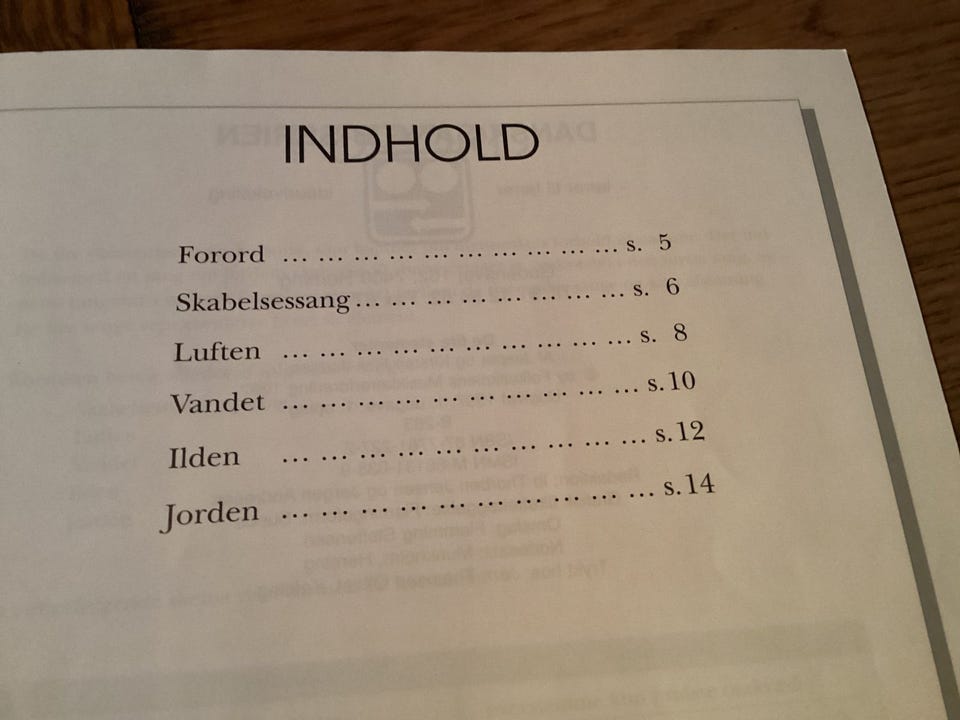 INDHOLD
Forord ... ... ... ... ... ... ... ... ... ... s. 5
Skabelsessang ... ... ... ... ... ... ... ... s. 6
Luften ... ... ... ... ... ... ... ... ... ... s. 8
Vandet ... ... ... ... ... ... ... ... ... ... s.10
Ilden ... ... ... ... ... ... ... ... ... ... s.12
Jorden ... ... ... ... ... ... ... ... ... ... ... s.14